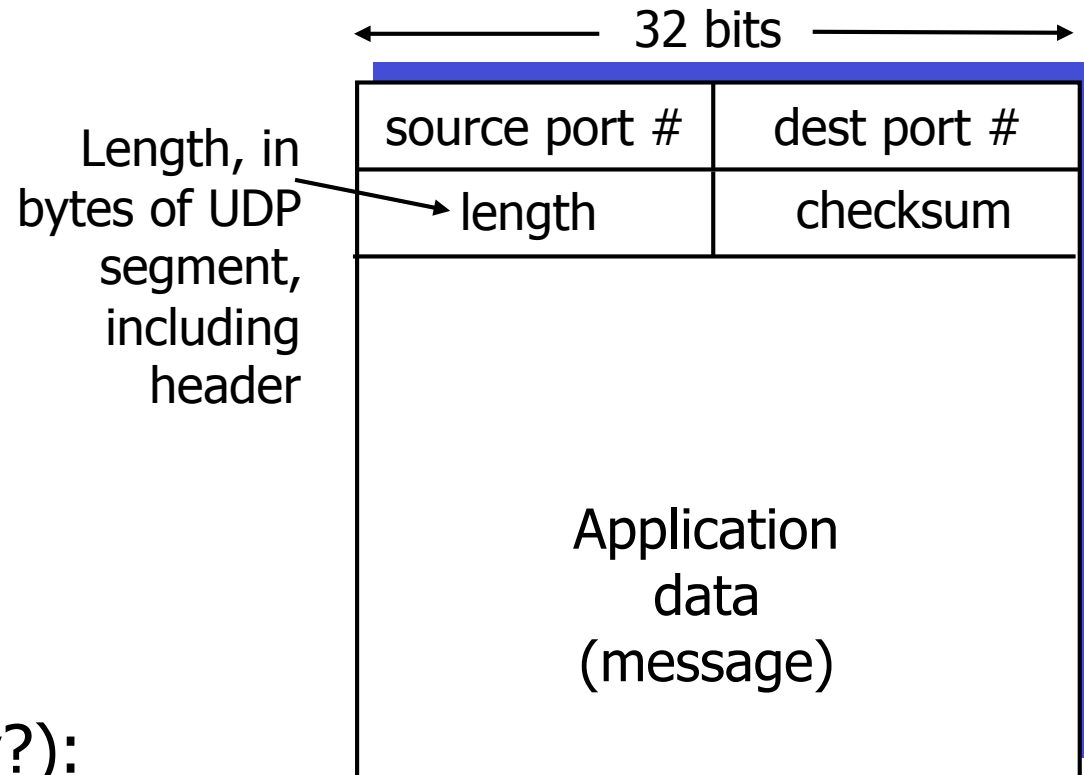 32 bits
source port #
dest port #
Length, in
bytes of UDP
segment,
including
header
length
checksum
Application
data
(message)
?):